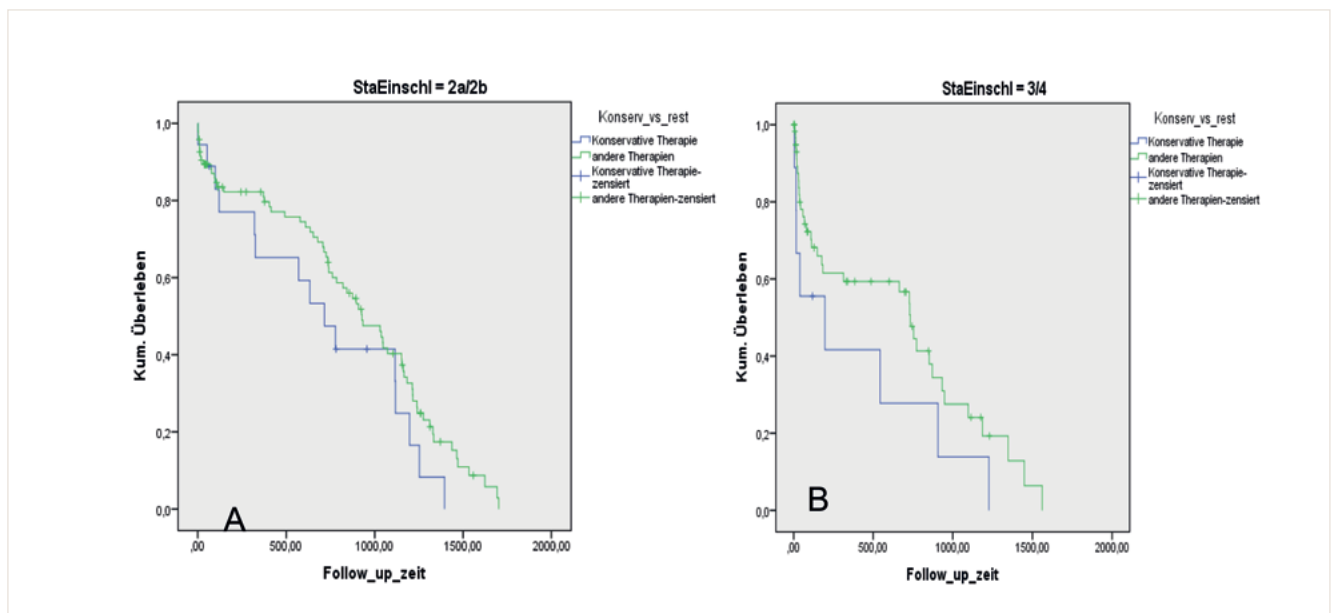 StaEinschl = 2a/2b
Konserv_vs_rest
Konservative Therapie
andere Therapien
Konservative Therapie-
zensiert
andere Therapien-zensiert
Kum. Überleben
1,0
0,8
0,6
0,4
0,2
0,0
A
,00
500,00
1000,00
1500,00
2000,00
Follow_up_zeit
StaEinschl = 3/4
Konserv_vs_rest
Konservative Therapie
andere Therapien
Konservative Therapie-
zensiert
andere Therapien-zensiert
Kum. Überleben
1,0
0,8
0,6
0,4
0,2
0,0
B
,00
500,00
1000,00
1500,00
2000,00
Follow_up_zeit